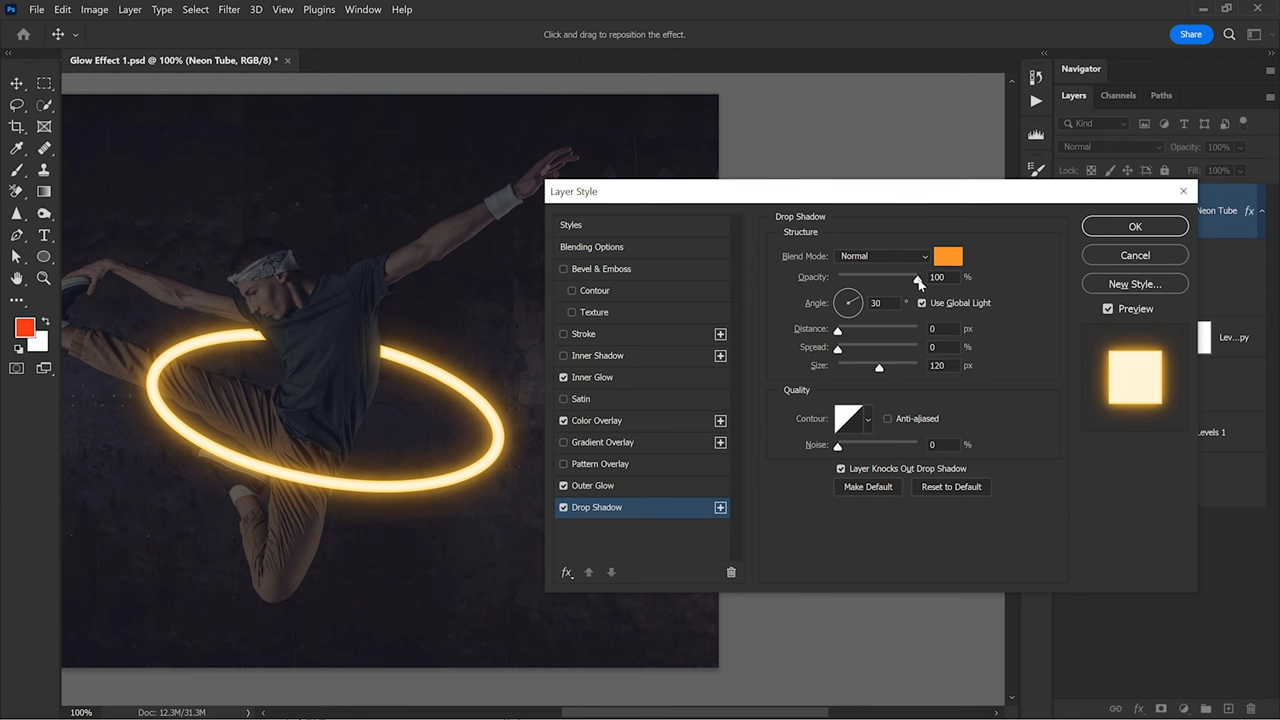 Ps File Edit Image Layer Type Select Filter 3D View Plugins Window Help
Click and drag to reposition the effect.
Share
Glow Effect 1.psd @ 100% (Neon Tube, RGB/8) *
Navigator
Layers Channels Paths
Kind
Normal Opacity: 100%
Lock: Fill: 100%
Neon Tube fx
Lev...py
Levels 1
Layer Style
Styles
Blending Options
Bevel & Emboss
Contour
Texture
Stroke
Inner Shadow
Inner Glow
Satin
Color Overlay
Gradient Overlay
Pattern Overlay
Outer Glow
Drop Shadow
fx
Drop Shadow
Structure
Blend Mode: Normal
Opacity: 100 %
Angle: 30 ° Use Global Light
Distance: 0 px
Spread: 0 %
Size: 120 px
Quality
Contour: Anti-aliased
Noise: 0 %
Layer Knocks Out Drop Shadow
Make Default Reset to Default
OK
Cancel
New Style...
Preview
100% Doc: 12.3M/31.3M
fx